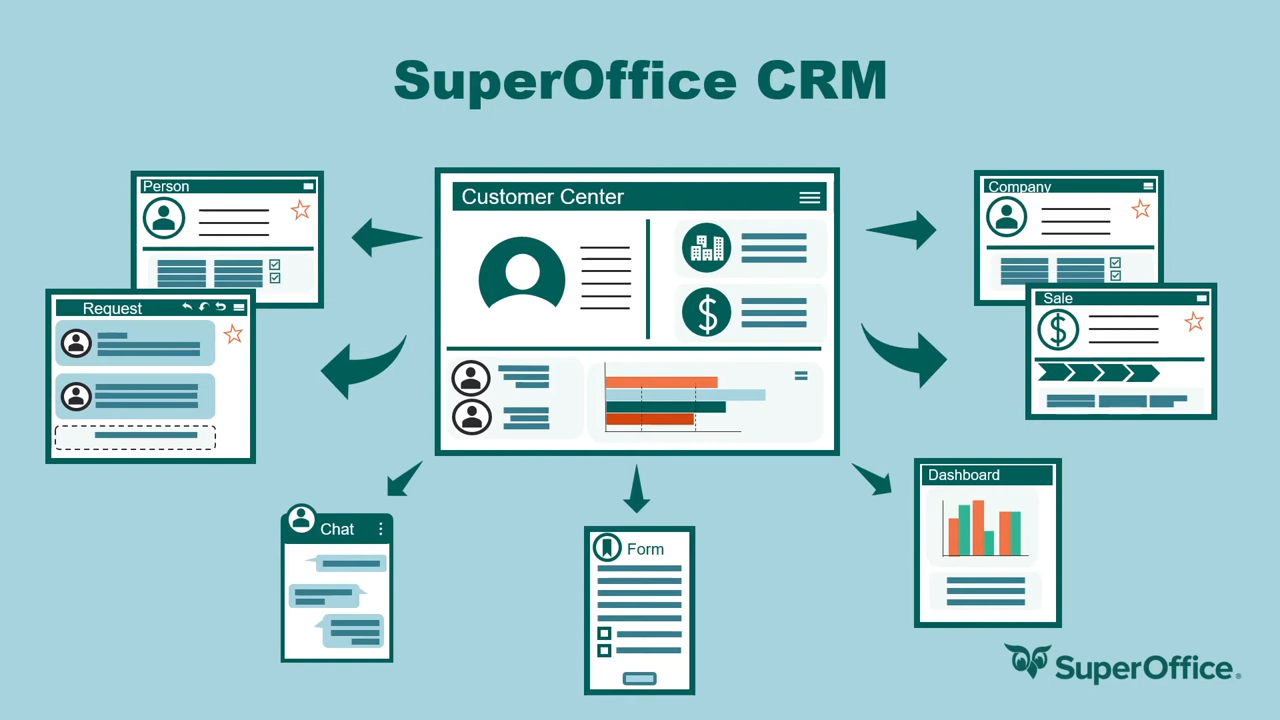 SuperOffice CRM
Person
Customer Center
Company
Request
Sale
Dashboard
Chat
Form
SuperOffice®